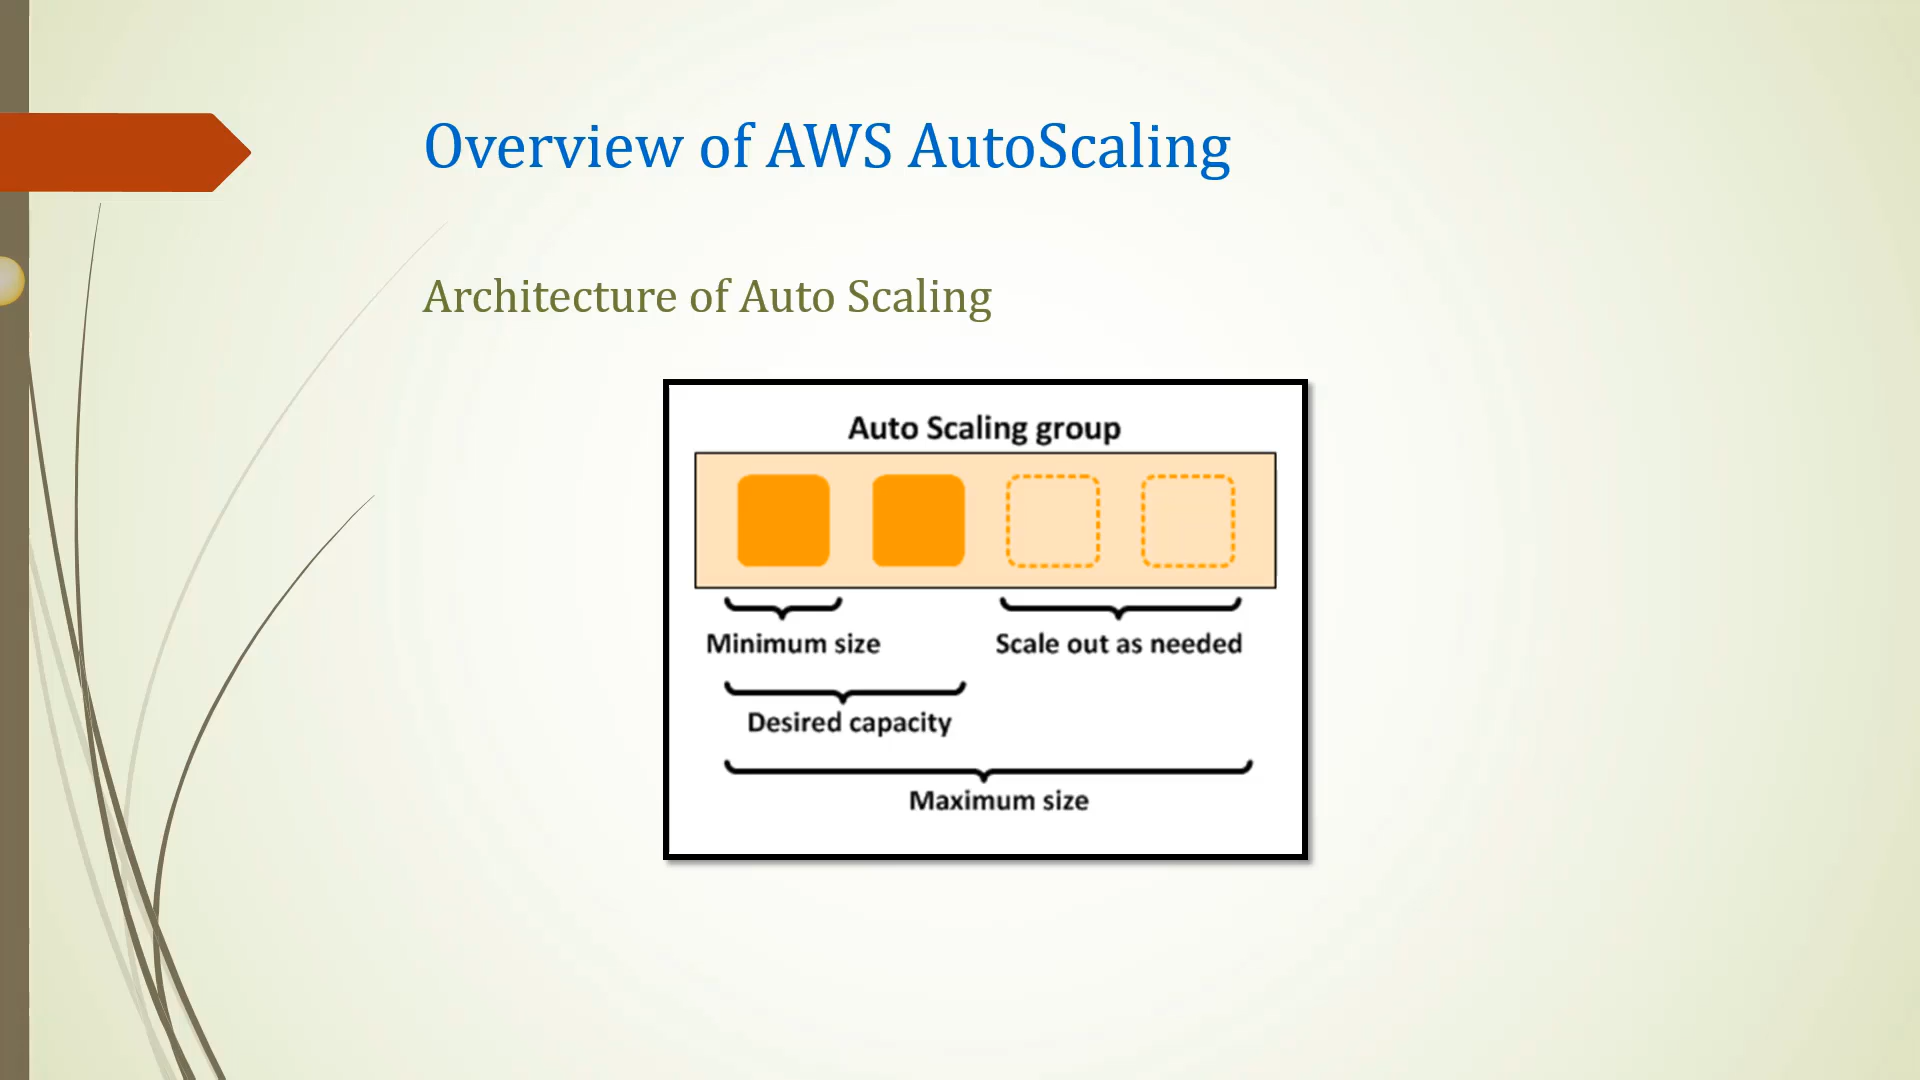 Overview of AWS AutoScaling
Architecture of Auto Scaling
Auto Scaling group
Minimum size
Scale out as needed
Desired capacity
Maximum size